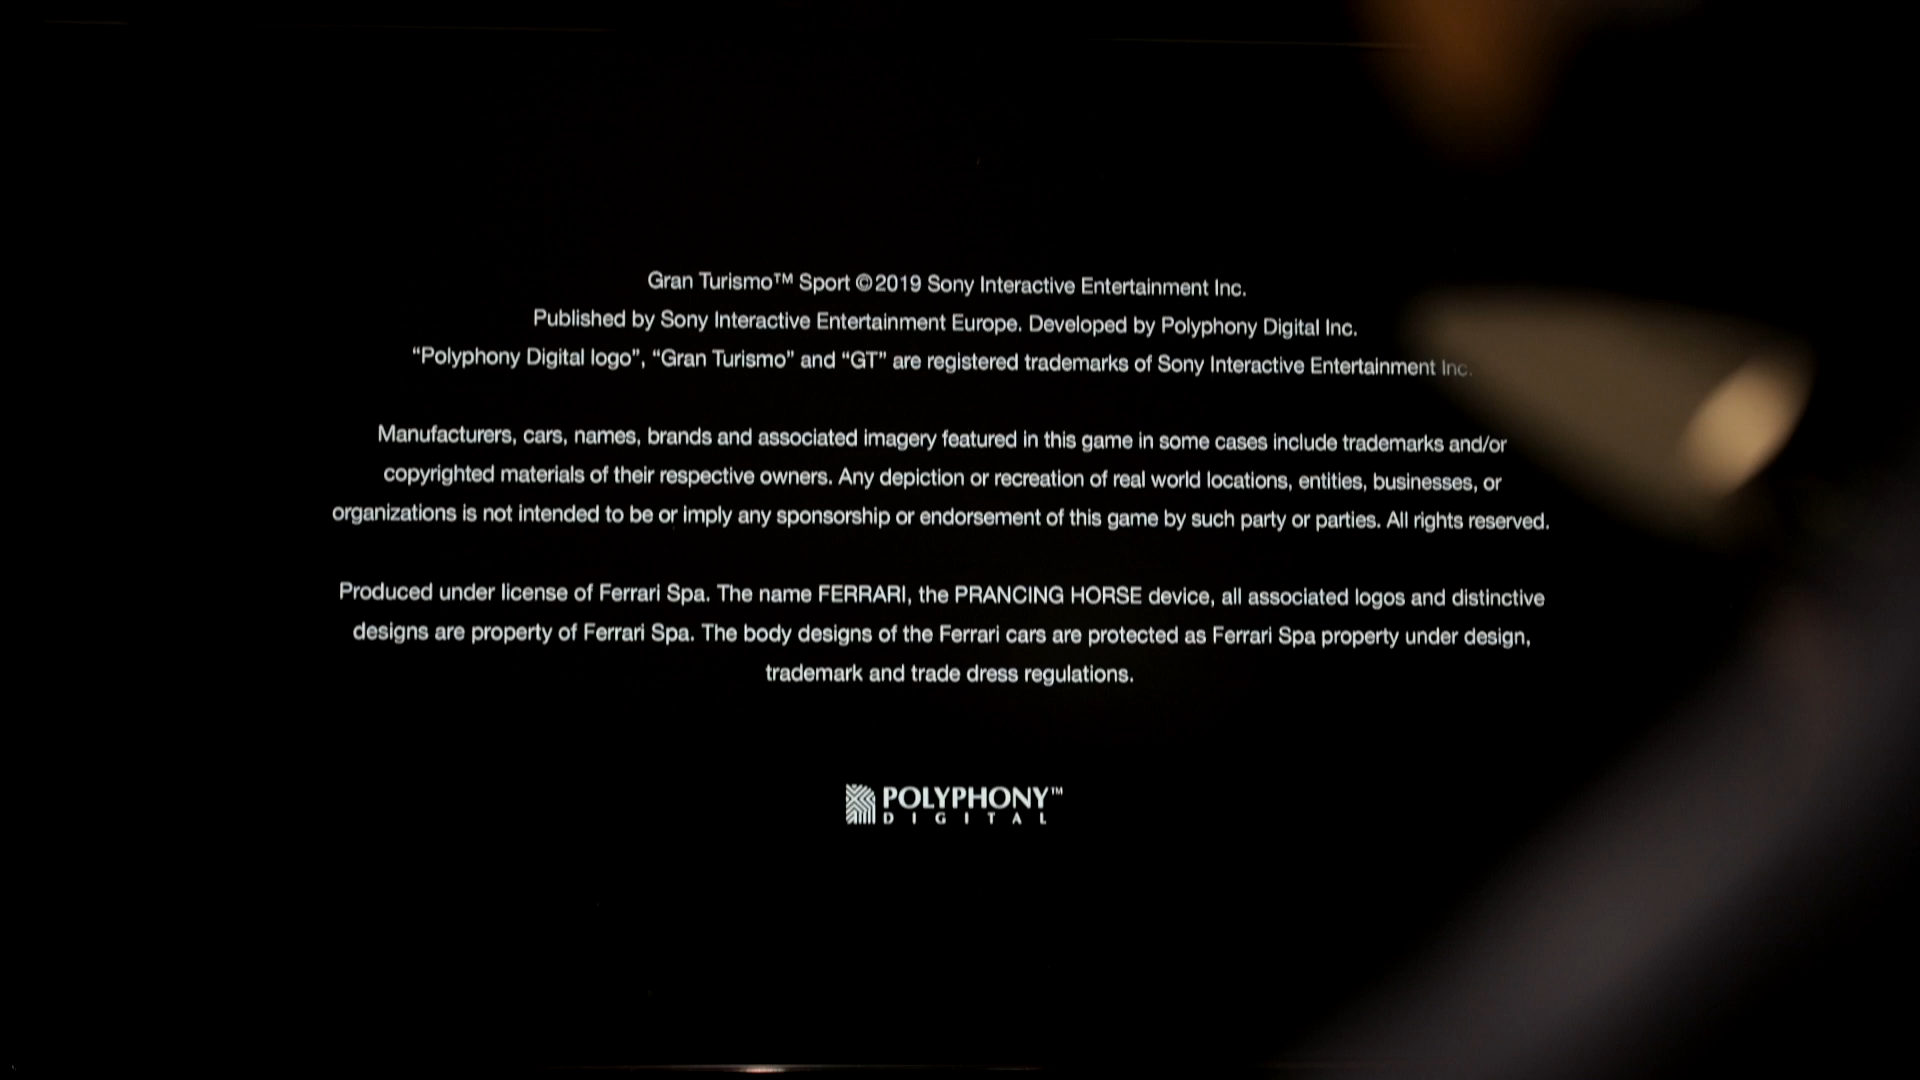 Gran Turismo™ Sport ©2019 Sony Interactive Entertainment Inc.
Published by Sony Interactive Entertainment Europe. Developed by Polyphony Digital Inc.
“Polyphony Digital logo”, “Gran Turismo” and “GT” are registered trademarks of Sony Interactive Entertainment Inc.
Manufacturers, cars, names, brands and associated imagery featured in this game in some cases include trademarks and/or
copyrighted materials of their respective owners. Any depiction or recreation of real world locations, entities, businesses, or
organizations is not intended to be or imply any sponsorship or endorsement of this game by such party or parties. All rights reserved.
Produced under license of Ferrari Spa. The name FERRARI, the PRANCING HORSE device, all associated logos and distinctive
designs are property of Ferrari Spa. The body designs of the Ferrari cars are protected as Ferrari Spa property under design,
trademark and trade dress regulations.
POLYPHONY™
DIGITAL